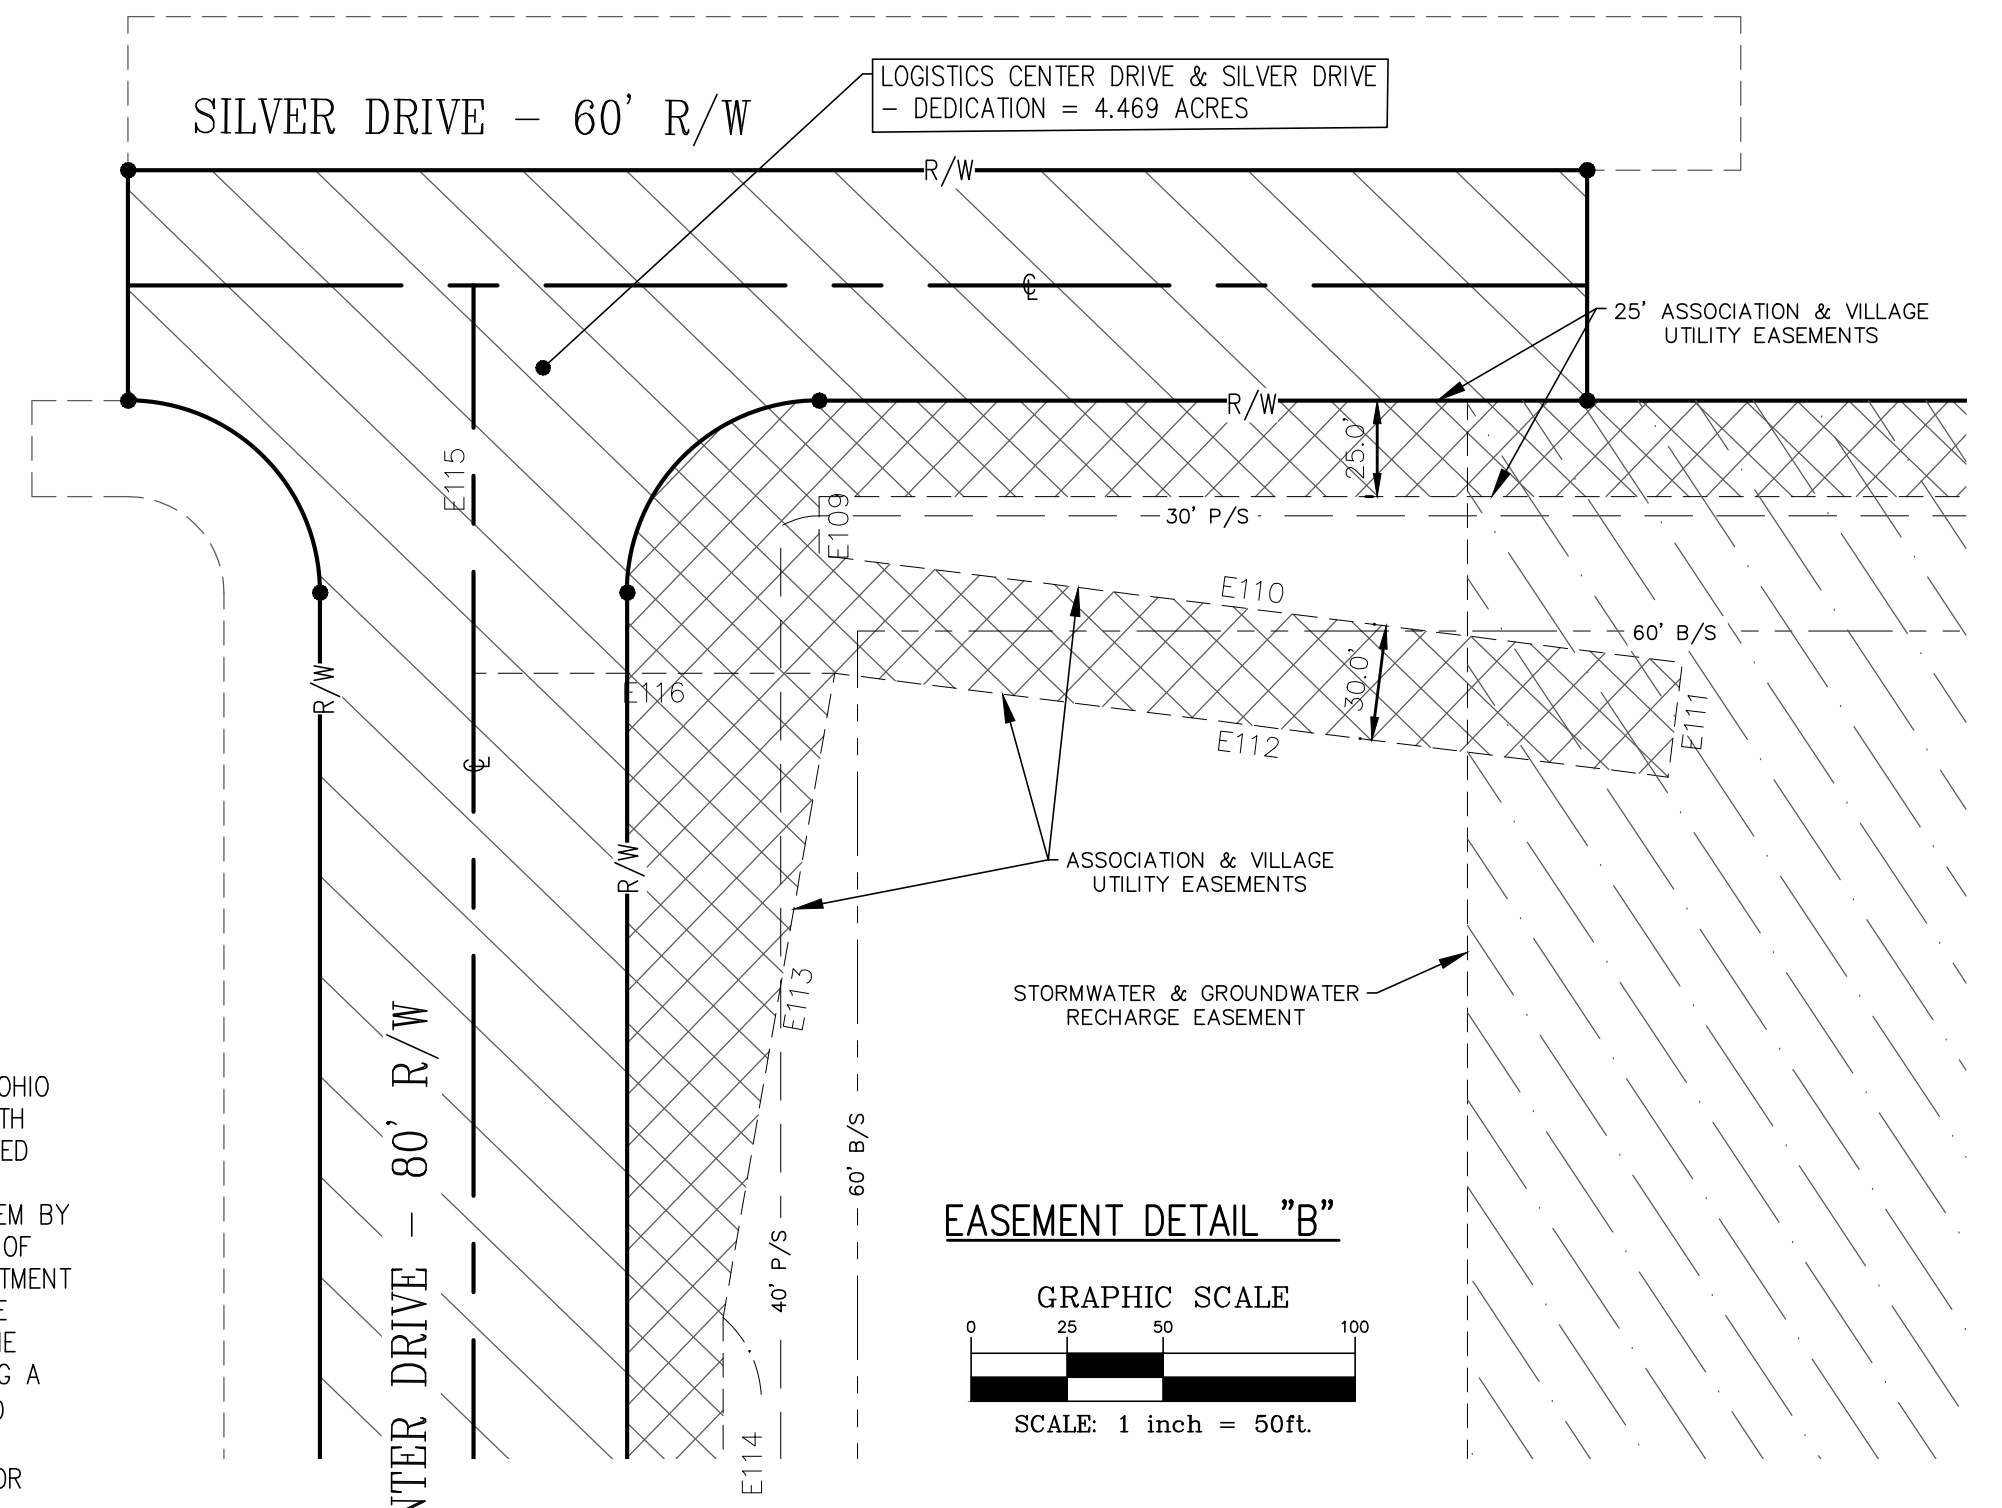 SILVER DRIVE - 60' R/W
LOGISTICS CENTER DRIVE & SILVER DRIVE
- DEDICATION = 4.469 ACRES
R/W
℄
25' ASSOCIATION & VILLAGE
UTILITY EASEMENTS
R/W
25.0'
E115
E109
30' P/S
E110
60' B/S
E116
R/W
30.0'
E111
E112
℄
R/W
ASSOCIATION & VILLAGE
UTILITY EASEMENTS
E113
STORMWATER & GROUNDWATER
RECHARGE EASEMENT
NTER DRIVE - 80' R/W
60' B/S
40' P/S
E114
OHIO
TH
ED
EM BY
OF
TMENT
E
HE
G A
D
OR
EASEMENT DETAIL "B"
GRAPHIC SCALE
0 25 50 100
SCALE: 1 inch = 50ft.